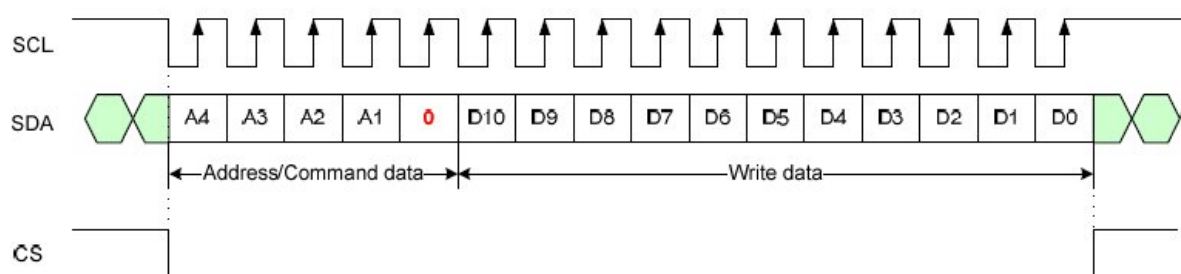 SCL
SDA A4 A3 A2 A1 0 D10 D9 D8 D7 D6 D5 D4 D3 D2 D1 D0
Address/Command data Write data
CS